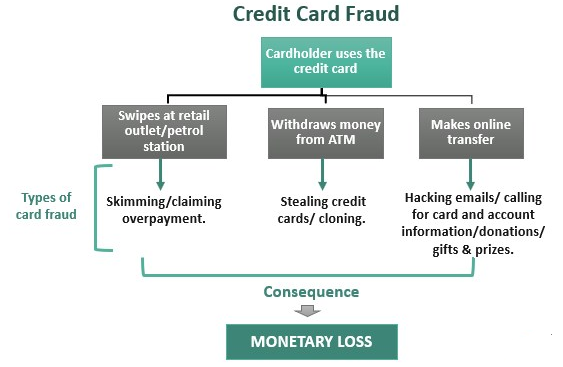 Credit Card Fraud
Cardholder uses the
credit card
Swipes at retail
outlet/petrol
station
Withdraws money
from ATM
Makes online
transfer
Types of
card fraud
Skimming/claiming
overpayment.
Stealing credit
cards/ cloning.
Hacking emails/ calling
for card and account
information/donations/
gifts & prizes.
Consequence
MONETARY LOSS